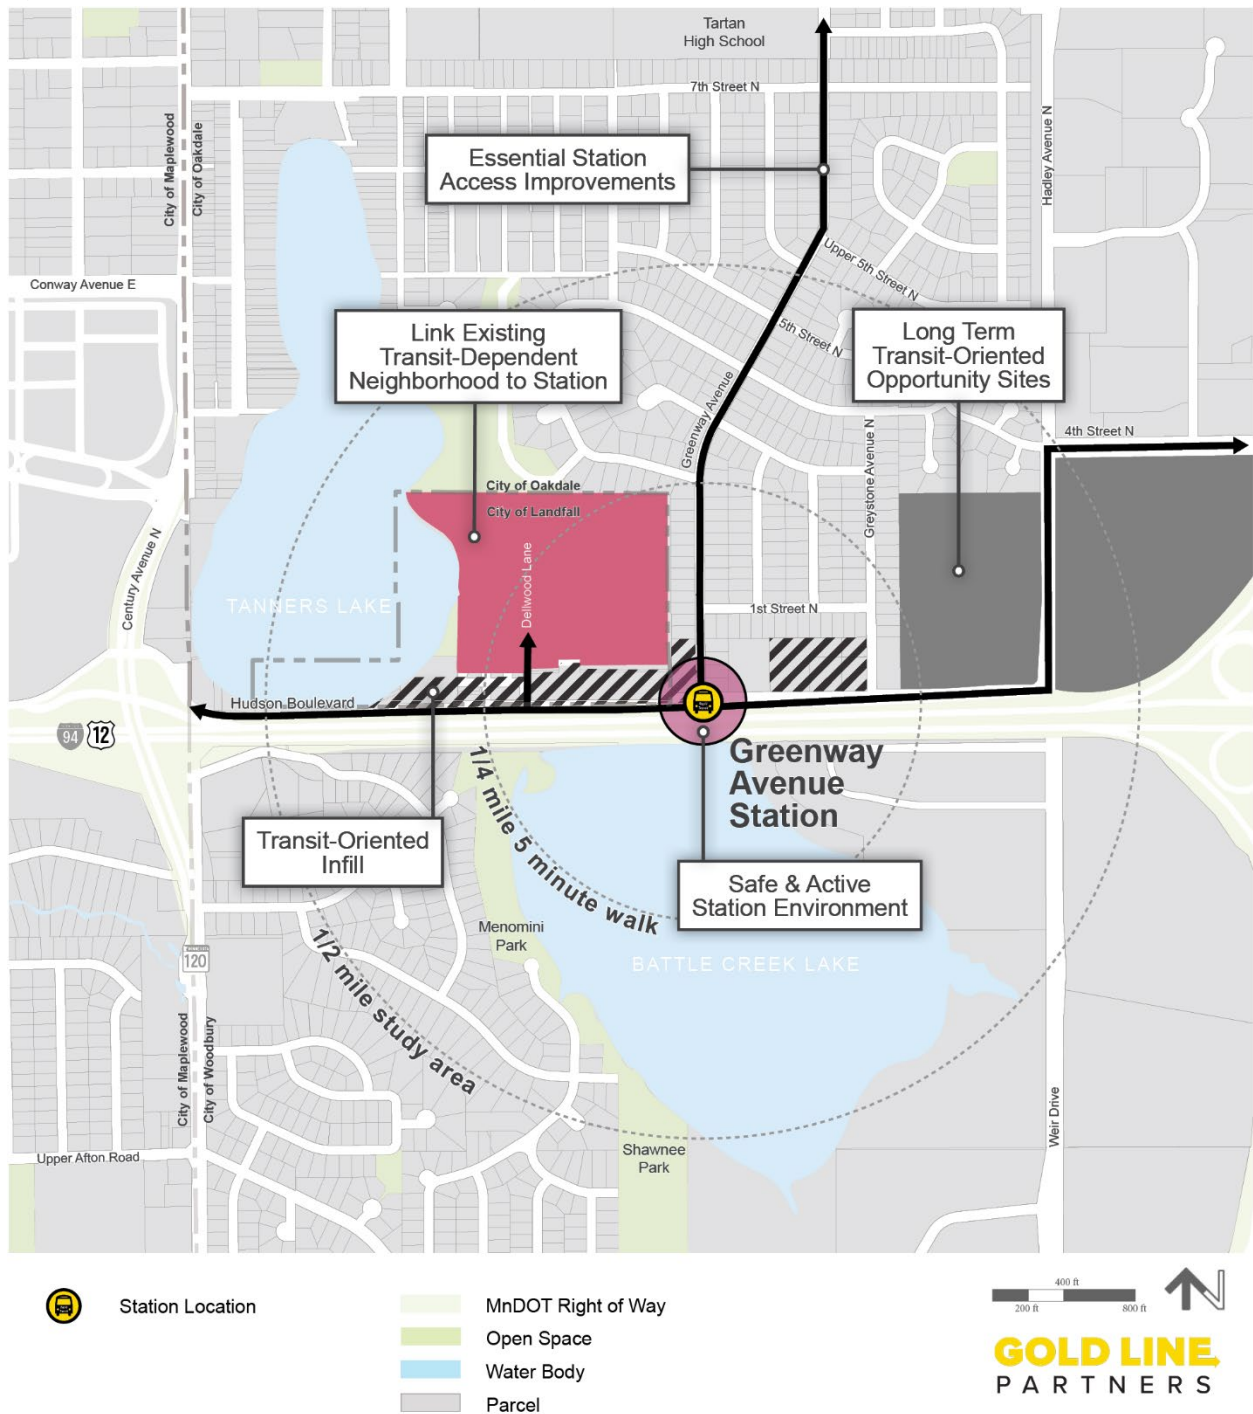 Tartan
High School
7th Street N
City of Maplewood
City of Oakdale
Hadley Avenue N
Essential Station
Access Improvements
Upper 5th Street N
Conway Avenue E
Link Existing
Transit-Dependent
Neighborhood to Station
5th Street N
Long Term
Transit-Oriented
Opportunity Sites
Greenway Avenue
Greystone Avenue N
4th Street N
City of Oakdale
City of Landfall
Century Avenue N
Dellwood Lane
TANNERS LAKE
1st Street N
Hudson Boulevard
94
12
Greenway
Avenue
Station
1/4 mile 5 minute walk
Transit-Oriented
Infill
Safe & Active
Station Environment
Menomini
Park
1/2 mile study area
BATTLE CREEK LAKE
120
City of Maplewood
City of Woodbury
Weir Drive
Upper Afton Road
Shawnee
Park
Station Location
MnDOT Right of Way
Open Space
Water Body
Parcel
400 ft
200 ft
800 ft
N
GOLD LINE
PARTNERS